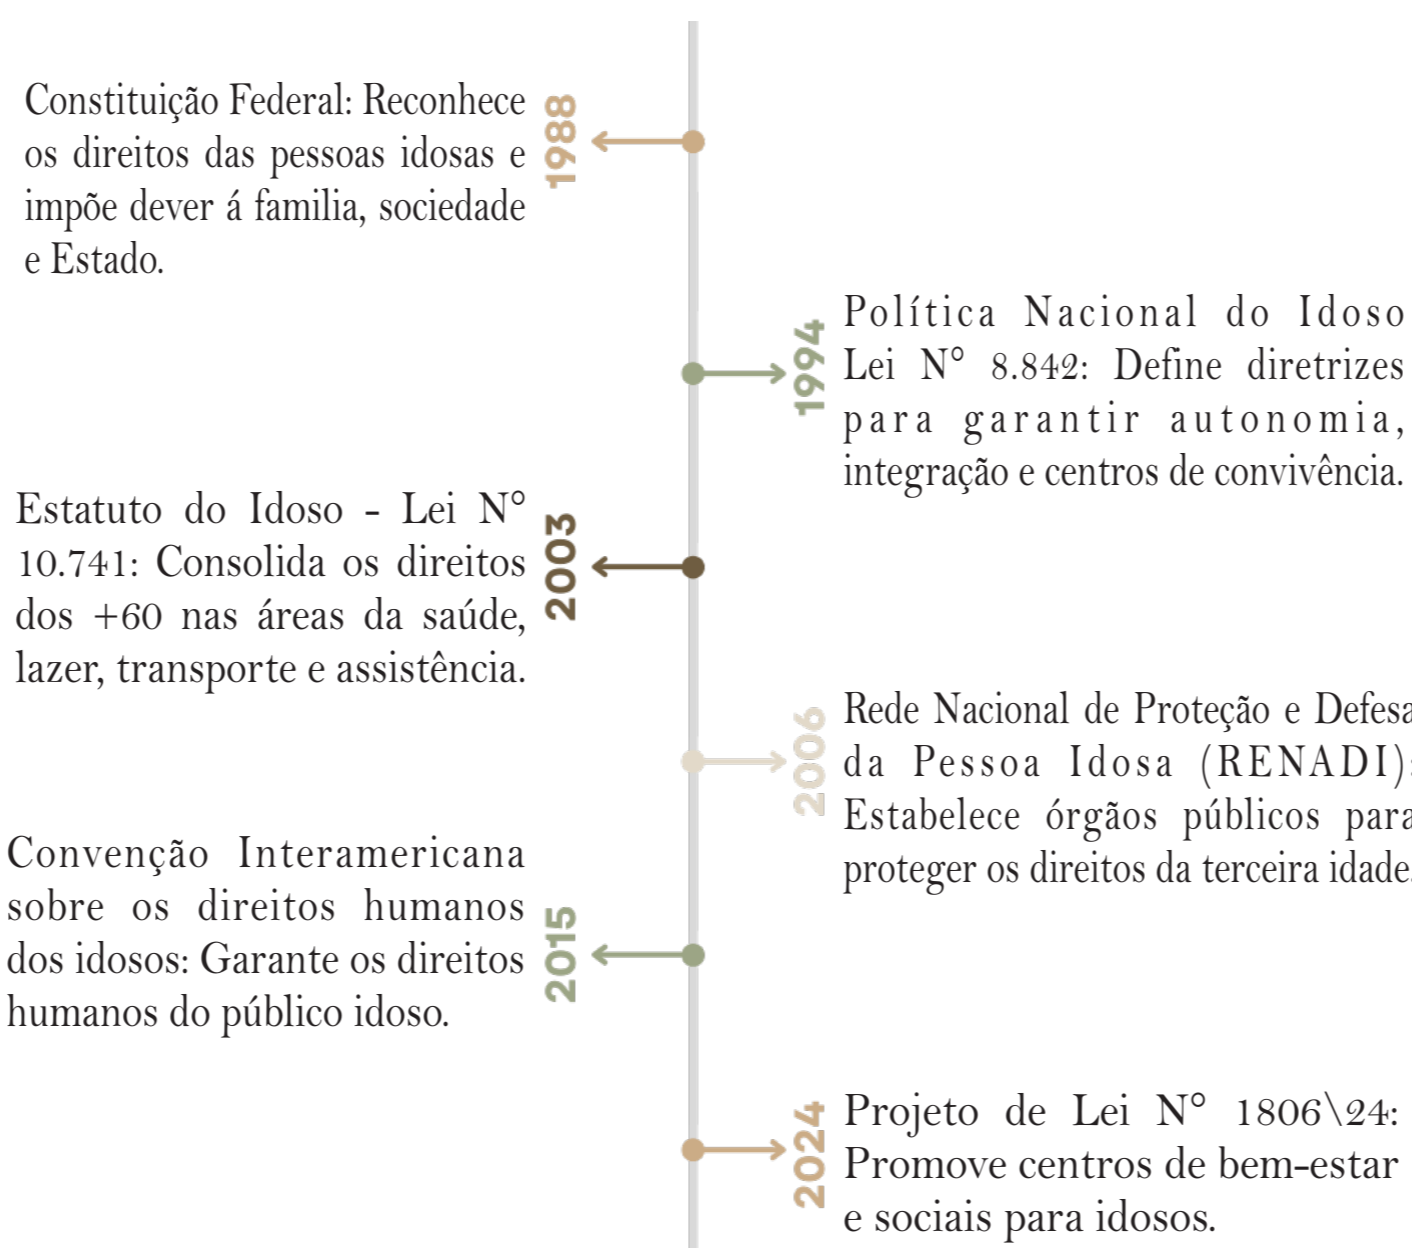 Constituição Federal: Reconhece
os direitos das pessoas idosas e
impõe dever á familia, sociedade
e Estado.
1988
1994
Política Nacional do Idoso
Lei N° 8.842: Define diretrizes
para garantir autonomia,
integração e centros de convivência.
Estatuto do Idoso - Lei N°
10.741: Consolida os direitos
dos +60 nas áreas da saúde,
lazer, transporte e assistência.
2003
2006
Rede Nacional de Proteção e Defesa
da Pessoa Idosa (RENADI):
Estabelece órgãos públicos para
proteger os direitos da terceira idade.
Convenção Interamericana
sobre os direitos humanos
dos idosos: Garante os direitos
humanos do público idoso.
2015
2024
Projeto de Lei N° 1806\24:
Promove centros de bem-estar
e sociais para idosos.